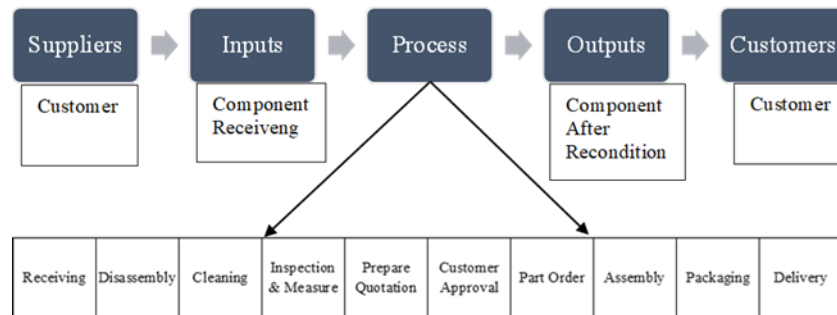 Suppliers
Inputs
Process
Outputs
Customers
Customer
Component
Receiveng
Component
After
Recondition
Customer
Receiving
Disassembly
Cleaning
Inspection
& Measure
Prepare
Quotation
Customer
Approval
Part Order
Assembly
Packaging
Delivery